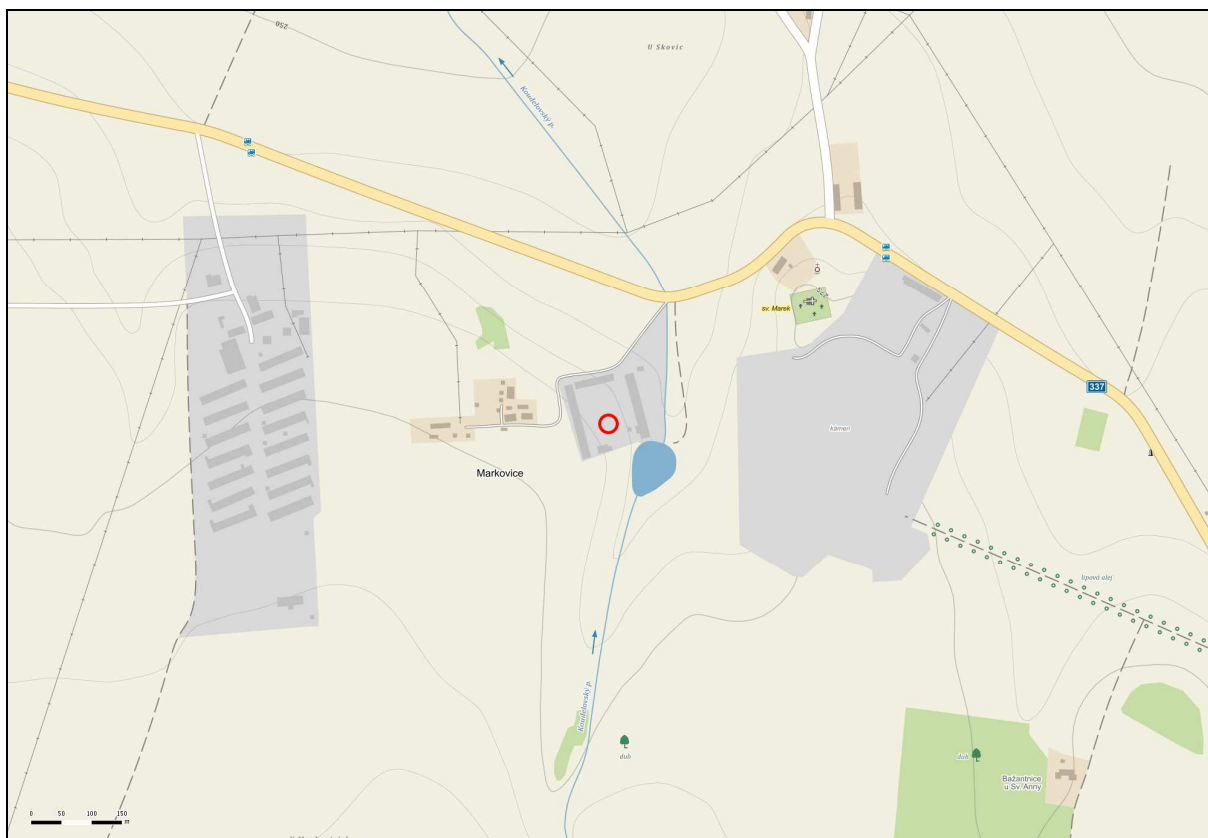 250
U Skovic
Koudelovský p.
sv. Marek
337
kámen
Markovice
lipová alej
Koudelovský p.
dub
dub
Bažantnice
u Sv. Anny
0 50 100 150
m